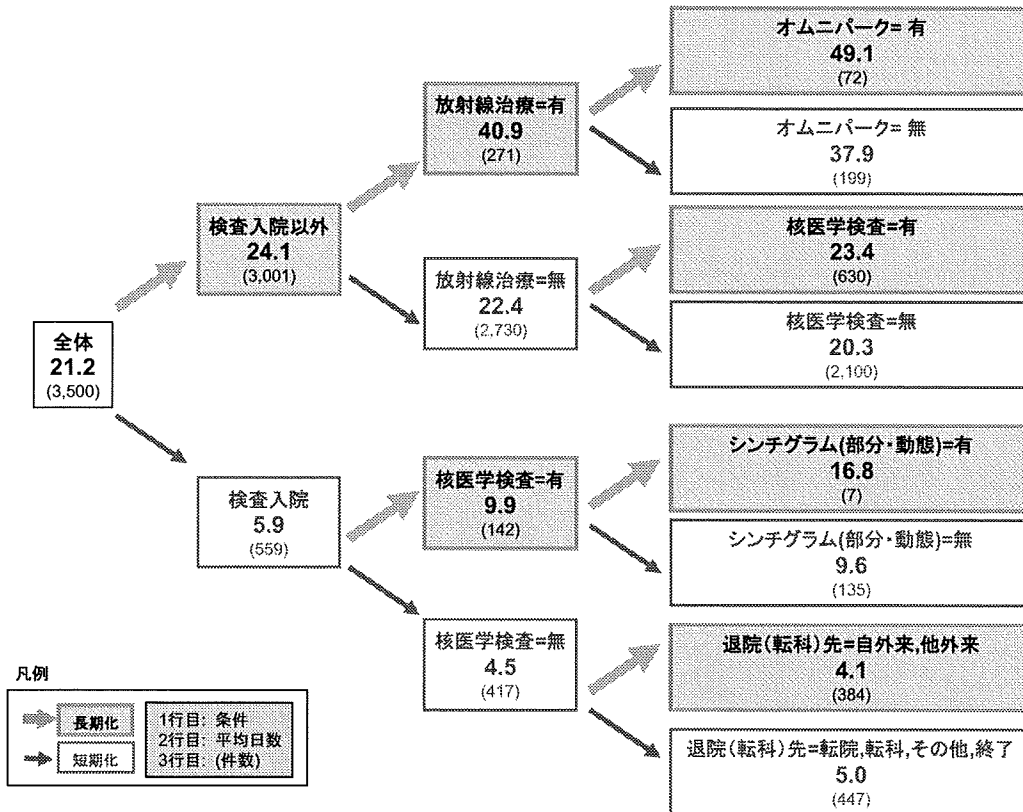 オムニパーク= 有
49.1
(72)
放射線治療=有
40.9
(271)
オムニパーク= 無
37.9
(199)
検査入院以外
24.1
(3,001)
核医学検査=有
23.4
(630)
放射線治療=無
22.4
(2,730)
核医学検査=無
20.3
(2,100)
全体
21.2
(3,500)
シンチグラム(部分・動態)=有
16.8
(7)
核医学検査=有
9.9
(142)
検査入院
5.9
(559)
シンチグラム(部分・動態)=無
9.6
(135)
核医学検査=無
4.5
(417)
退院(転科)先=自外来,他外来
4.1
(384)
退院(転科)先=転院,転科,その他,終了
5.0
(447)
凡例
長期化
短期化
1行目: 条件
2行目: 平均日数
3行目: (件数)